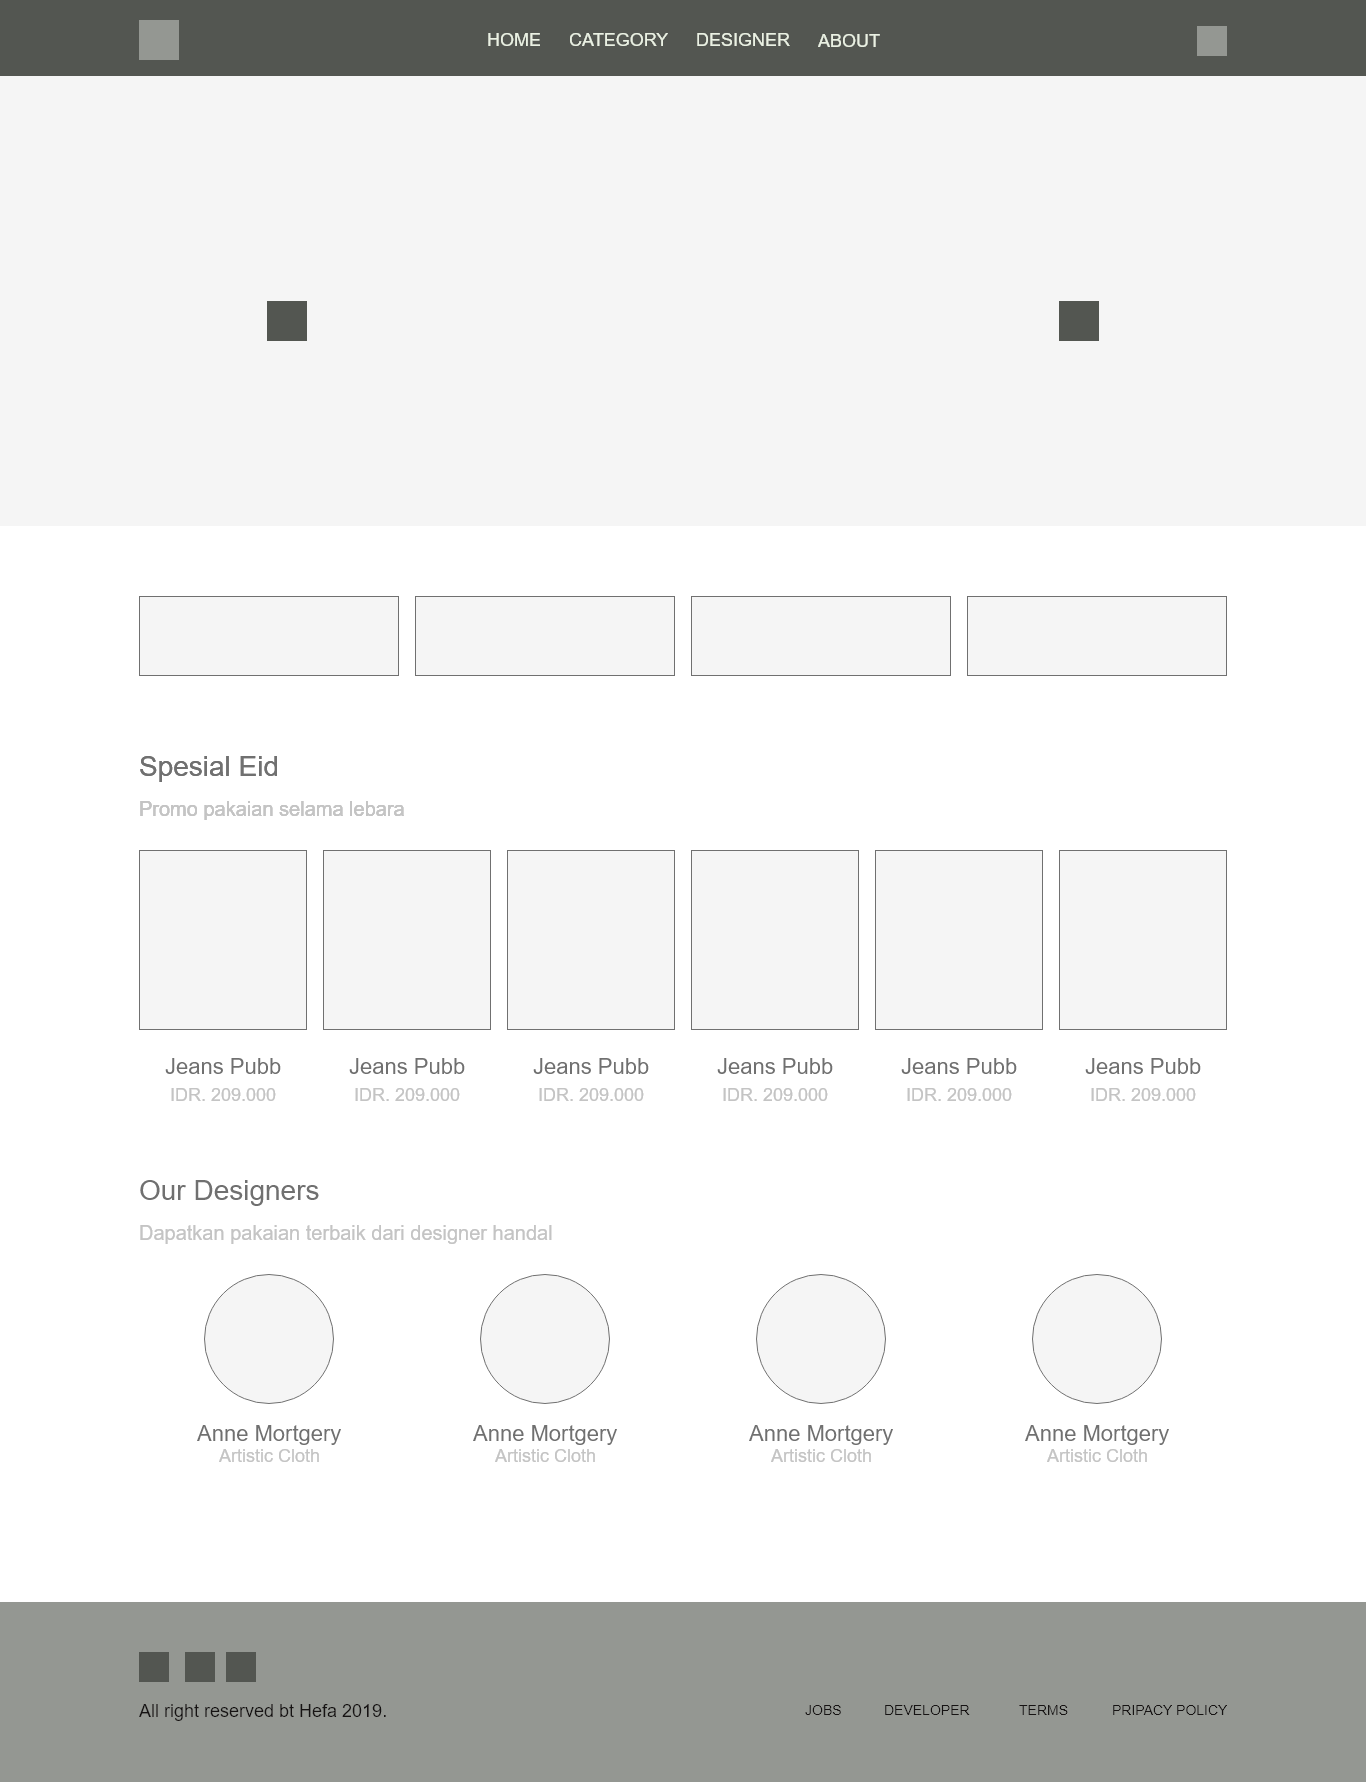 HOME CATEGORY DESIGNER ABOUT
Spesial Eid
Promo pakaian selama lebara
Jeans Pubb Jeans Pubb Jeans Pubb Jeans Pubb Jeans Pubb Jeans Pubb
IDR. 209.000 IDR. 209.000 IDR. 209.000 IDR. 209.000 IDR. 209.000 IDR. 209.000
Our Designers
Dapatkan pakaian terbaik dari designer handal
Anne Mortgery Anne Mortgery Anne Mortgery Anne Mortgery
Artistic Cloth Artistic Cloth Artistic Cloth Artistic Cloth
All right reserved bt Hefa 2019. JOBS DEVELOPER TERMS PRIPACY POLICY